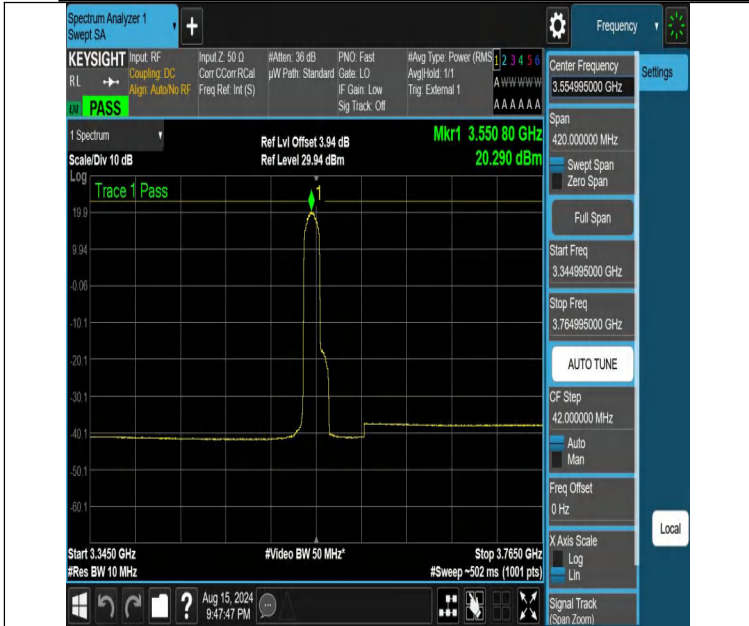 Spectrum Analyzer 1
Swept SA
+
Frequency
KEYSIGHT
RL
PASS
Input: RF
Coupling: DC
Align: Auto/No RF
Input Z: 50 Ω
Corr CCorr RCal
Freq Ref: Int (S)
#Atten: 36 dB
µW Path: Standard
PNO: Fast
Gate: LO
IF Gain: Low
Sig Track: Off
#Avg Type: Power (RMS
Avg|Hold: 1/1
Trig: External 1
1 2 3 4 5 6
A W W W W W
A A A A A A
Center Frequency
3.554995000 GHz
Settings
Span
420.000000 MHz
Swept Span
Zero Span
Full Span
Start Freq
3.344995000 GHz
Stop Freq
3.764995000 GHz
AUTO TUNE
CF Step
42.000000 MHz
Auto
Man
Freq Offset
0 Hz
X Axis Scale
Log
Lin
Local
Signal Track
(Span Zoom)
1 Spectrum
Scale/Div 10 dB
Ref Lvl Offset 3.94 dB
Ref Level 29.94 dBm
Mkr1 3.550 80 GHz
20.290 dBm
Log
Trace 1 Pass
1
19.9
9.94
-0.06
-10.1
-20.1
-30.1
-40.1
-50.1
-60.1
Start 3.3450 GHz
#Res BW 10 MHz
#Video BW 50 MHz*
Stop 3.7650 GHz
#Sweep ~502 ms (1001 pts)
?
Aug 15, 2024
9:47:47 PM